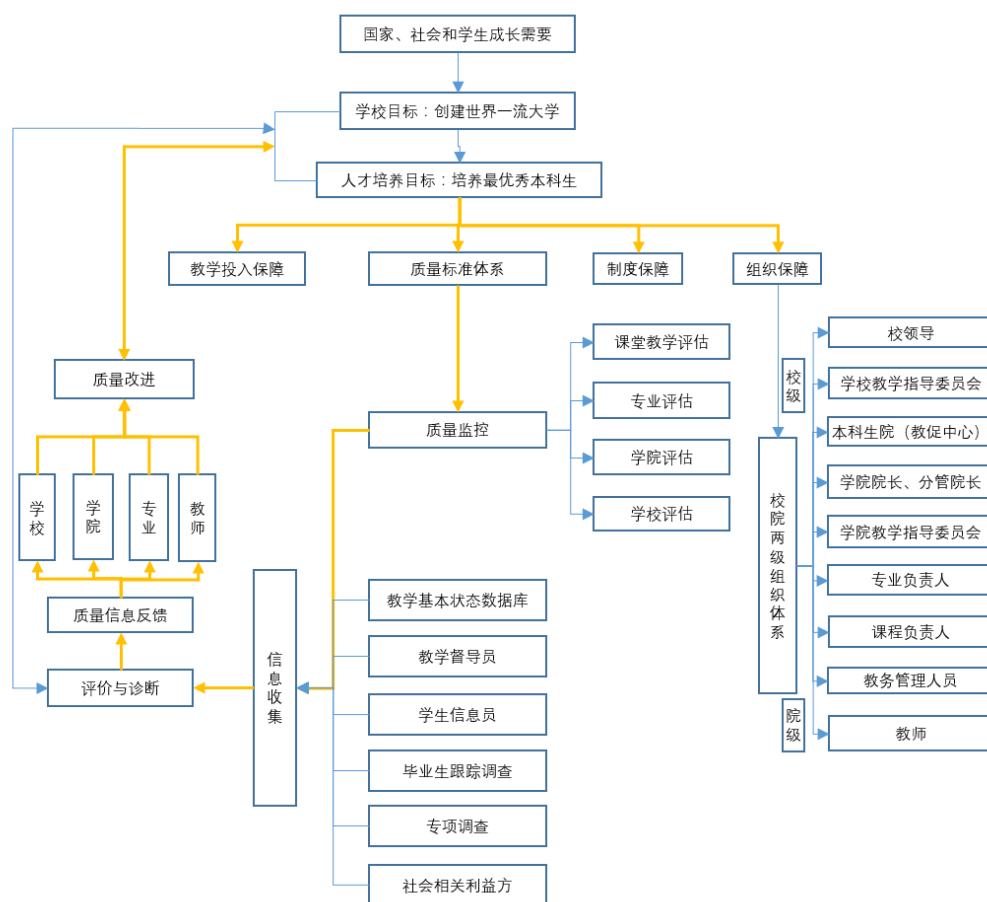 国家、社会和学生成长需要
学校目标：创建世界一流大学
人才培养目标：培养最优秀本科生
教学投入保障
质量标准体系
制度保障
组织保障
质量改进
学校
学院
专业
教师
质量信息反馈
评价与诊断
信息收集
质量监控
课堂教学评估
专业评估
学院评估
学校评估
教学基本状态数据库
教学督导员
学生信息员
毕业生跟踪调查
专项调查
社会相关利益方
校级
校院两级组织体系
院级
校领导
学校教学指导委员会
本科生院（教促中心）
学院院长、分管院长
学院教学指导委员会
专业负责人
课程负责人
教务管理人员
教师